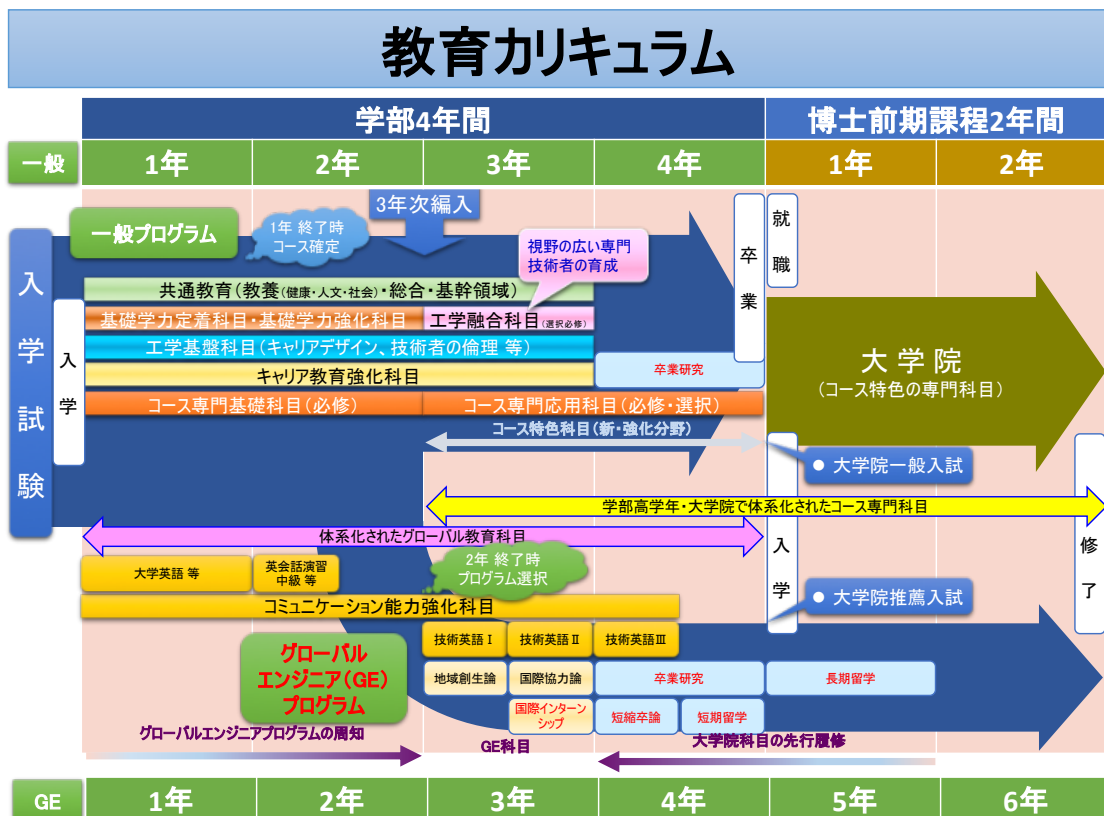 教育カリキュラム
学部4年間
博士前期課程2年間
一般
1年
2年
3年
4年
1年
2年
3年次編入
一般プログラム
1年 終了時
コース確定
視野の広い専門
技術者の育成
入学試験
入学
卒業
就職
共通教育(教養(健康・人文・社会)・総合・基幹領域)
基礎学力定着科目・基礎学力強化科目
工学融合科目(選択必修)
工学基盤科目(キャリアデザイン、技術者の倫理 等)
キャリア教育強化科目
卒業研究
コース専門基礎科目(必修)
コース専門応用科目(必修・選択)
コース特色科目(新・強化分野)
大学院
(コース特色の専門科目)
● 大学院一般入試
学部高学年・大学院で体系化されたコース専門科目
体系化されたグローバル教育科目
入学
修了
大学英語 等
英会話演習
中級 等
2年 終了時
プログラム選択
コミュニケーション能力強化科目
● 大学院推薦入試
技術英語Ⅰ
技術英語Ⅱ
技術英語Ⅲ
グローバル
エンジニア(GE)
プログラム
地域創生論
国際協力論
卒業研究
長期留学
国際インターン
シップ
短縮卒論
短期留学
グローバルエンジニアプログラムの周知
GE科目
大学院科目の先行履修
GE
1年
2年
3年
4年
5年
6年